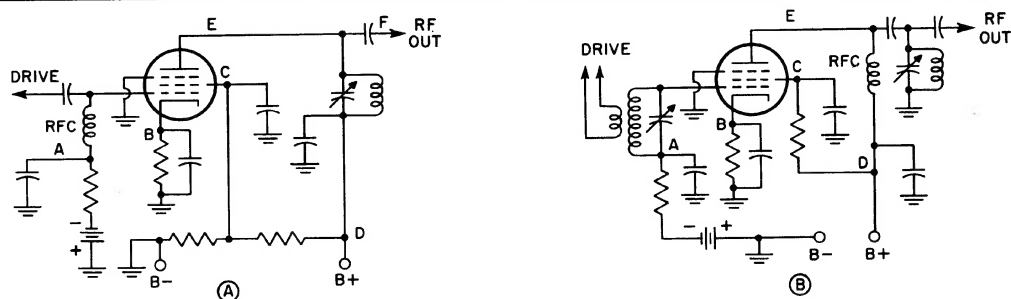 E
F
RF
OUT
DRIVE
C
RFC
A
B
-
+
D
B-
B+
A
E
RF
OUT
DRIVE
RFC
C
B
A
D
- +
B-
B+
B